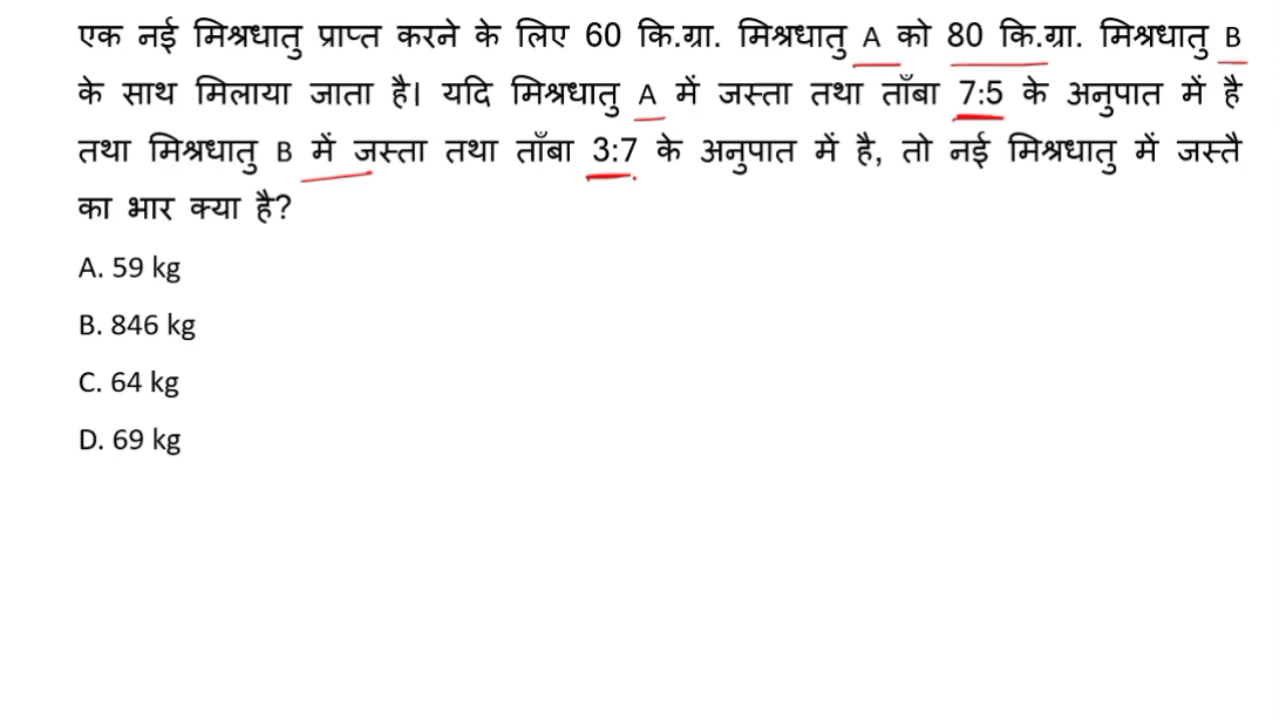 एक नई मिश्रधातु प्राप्त करने के लिए 60 कि.ग्रा. मिश्रधातु A को 80 कि.ग्रा. मिश्रधातु B
के साथ मिलाया जाता है। यदि मिश्रधातु A में जस्ता तथा ताँबा 7:5 के अनुपात में है
तथा मिश्रधातु B में जस्ता तथा ताँबा 3:7 के अनुपात में है, तो नई मिश्रधातु में जस्तै
का भार क्या है?
A. 59 kg
B. 846 kg
C. 64 kg
D. 69 kg